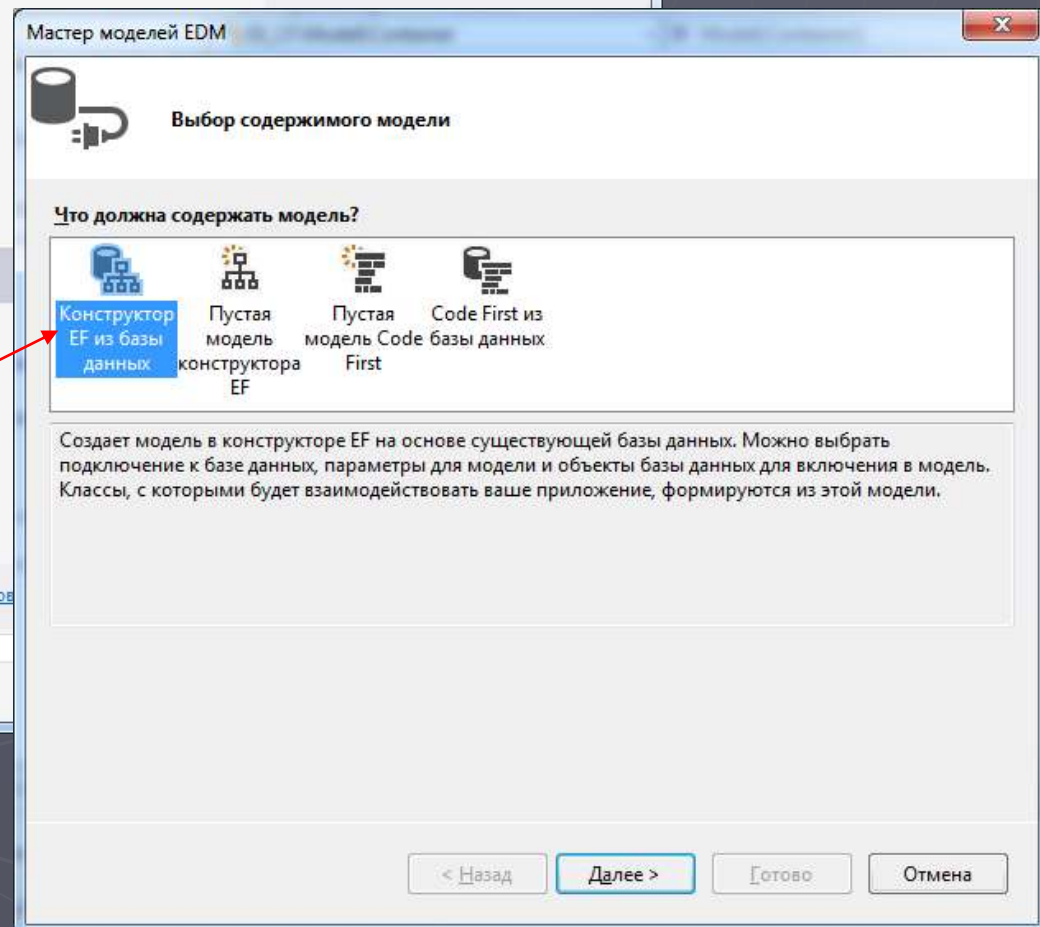 Мастер моделей EDM
Выбор содержимого модели
Что должна содержать модель?
Конструктор EF из базы данных
Пустая модель конструктора EF
Пустая модель Code First
Code First из базы данных
Создает модель в конструкторе EF на основе существующей базы данных. Можно выбрать
подключение к базе данных, параметры для модели и объекты базы данных для включения в модель.
Классы, с которыми будет взаимодействовать ваше приложение, формируются из этой модели.
< Назад
Далее >
Готово
Отмена